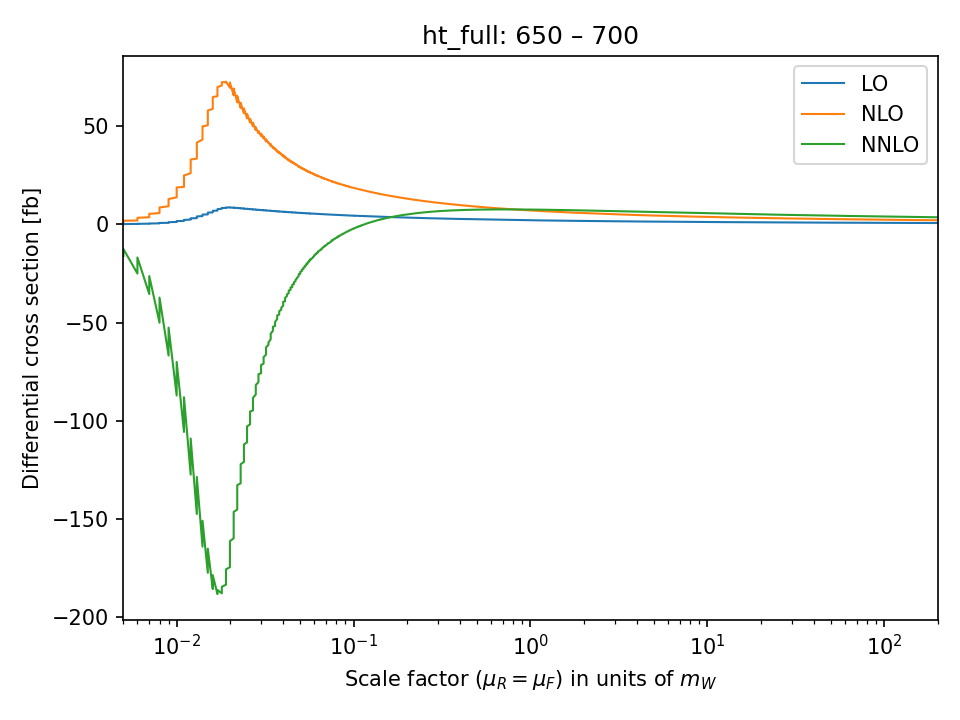 ht_full: 650 – 700
LO
NLO
NNLO
50
0
−50
−100
−150
−200
Differential cross section [fb]
10⁻²
10⁻¹
10⁰
10¹
10²
Scale factor (μ_R = μ_F) in units of m_W